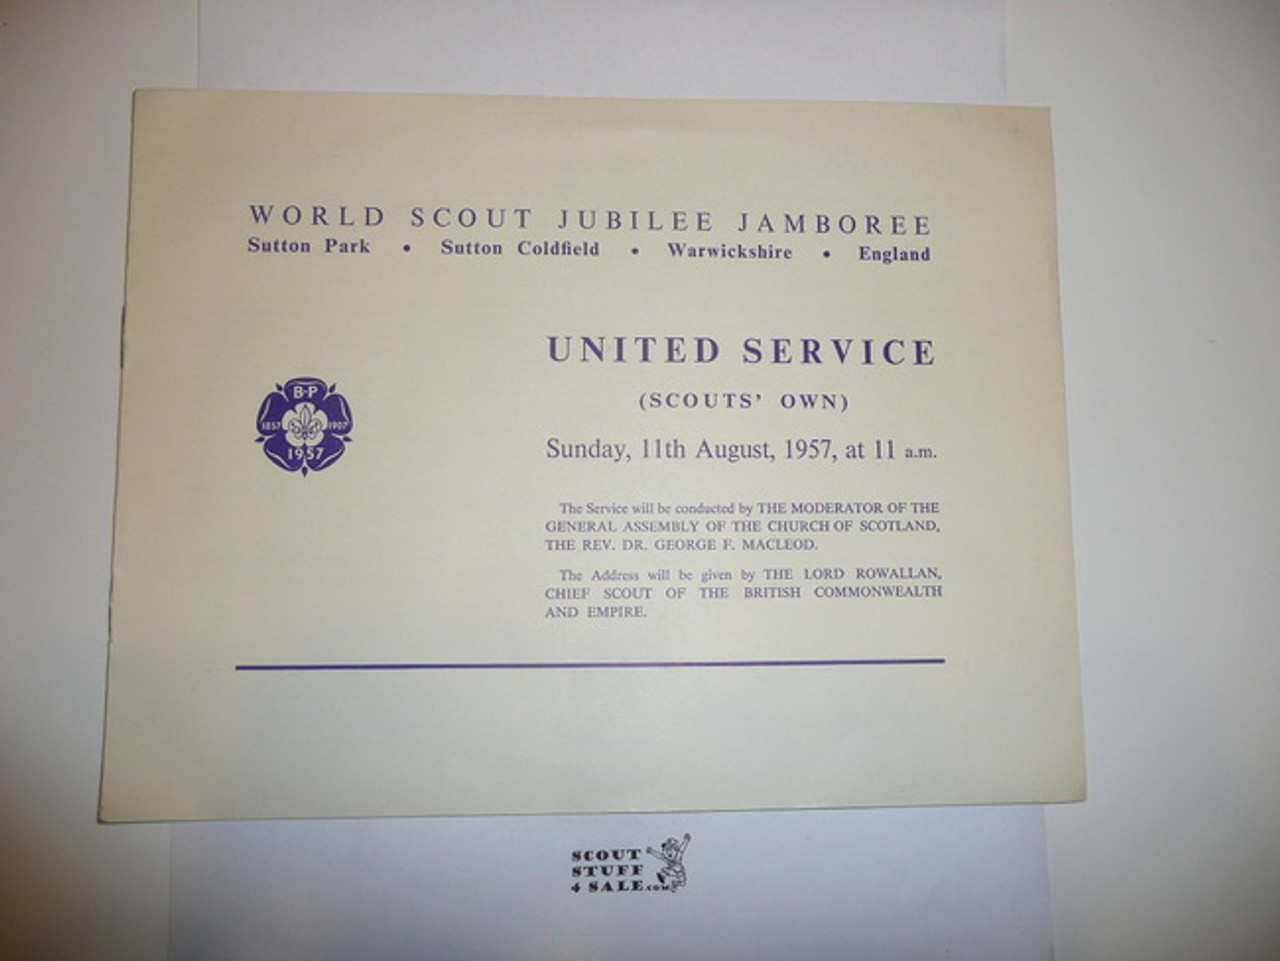 WORLD SCOUT JUBILEE JAMBOREE
Sutton Park • Sutton Coldfield • Warwickshire • England
UNITED SERVICE
(SCOUTS' OWN)
Sunday, 11th August, 1957, at 11 a.m.
B-P
1857 1907
1957
The Service will be conducted by THE MODERATOR OF THE
GENERAL ASSEMBLY OF THE CHURCH OF SCOTLAND,
THE REV. DR. GEORGE F. MACLEOD.
The Address will be given by THE LORD ROWALLAN,
CHIEF SCOUT OF THE BRITISH COMMONWEALTH
AND EMPIRE.
SCOUT
STUFF
4 SALE.COM